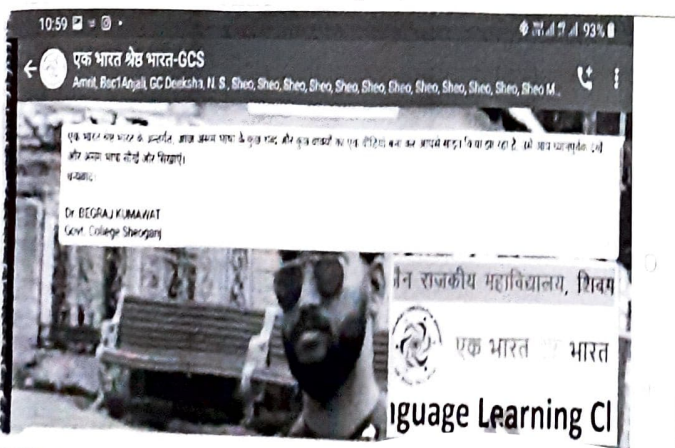 10:59
93%
एक भारत श्रेष्ठ भारत-GCS
Amrit, Bsc1Anjali, GC Deeksha, N. S., Sheo, Sheo, Sheo, Sheo, Sheo, Sheo, Sheo, Sheo, Sheo, Sheo, Sheo, Sheo M...
एक भारत श्रेष्ठ भारत के अन्तर्गत, आज असम भाषा के कुछ शब्द और कुछ वाक्यों का एक वीडियो बना कर आपसे साझा किया जा रहा है, उसे आप ध्यानपूर्वक देखें
और असम भाषा सीखें और सिखाएं।
धन्यवाद।
Dr BEGRAJ KUMAWAT
Govt. College Sheoganj
न राजकीय महाविद्यालय, शिवग
एक भारत भारत
nguage Learning Cl